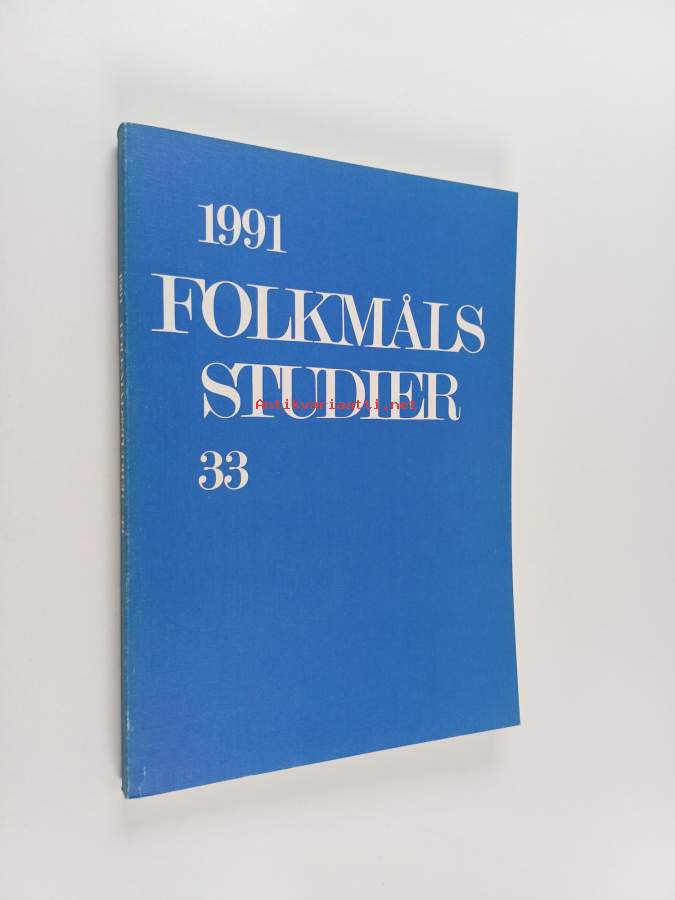 1991
FOLKMÅLS
STUDIER
33
Antikvariaatti.net